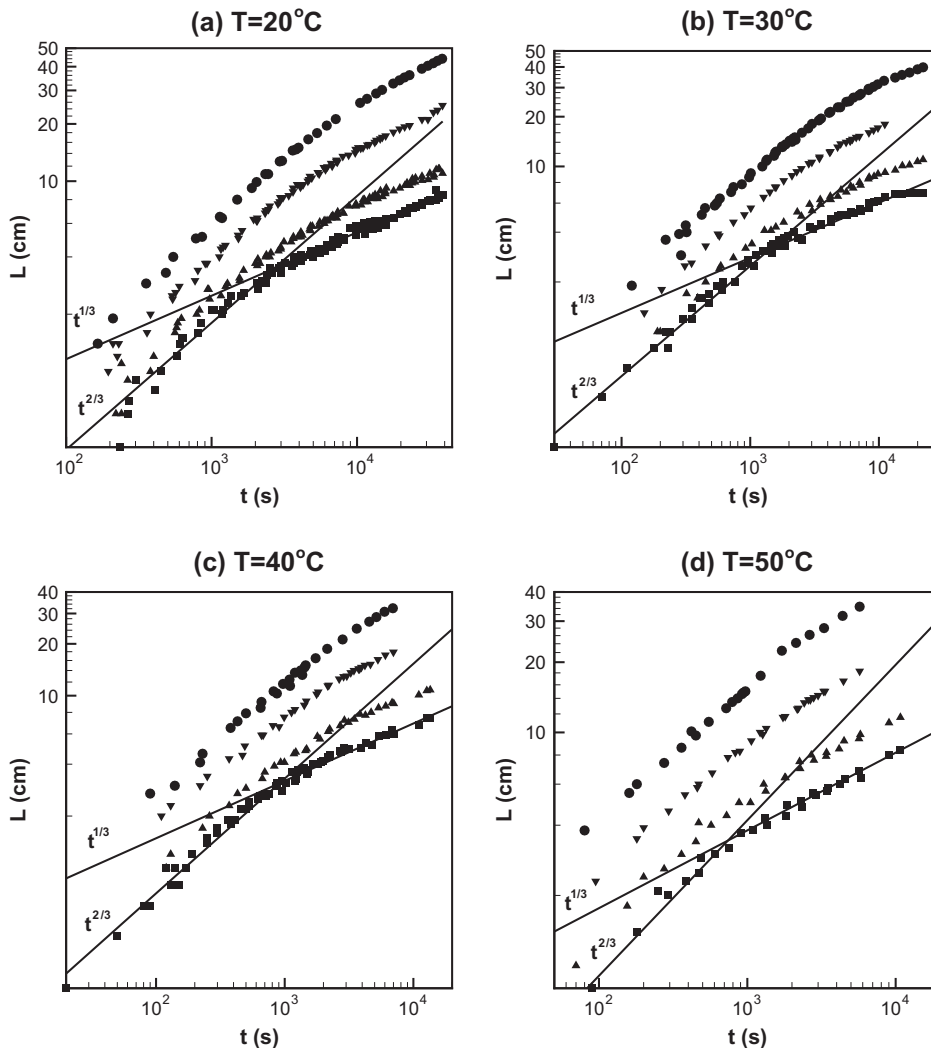 (a) T=20°C
50
40
30
20
10
L (cm)
t^1/3
t^2/3
10^2
10^3
10^4
t (s)
(b) T=30°C
50
40
30
20
10
L (cm)
t^1/3
t^2/3
10^2
10^3
10^4
t (s)
(c) T=40°C
40
30
20
10
L (cm)
t^1/3
t^2/3
10^2
10^3
10^4
t (s)
(d) T=50°C
40
30
20
10
L (cm)
t^1/3
t^2/3
10^2
10^3
10^4
t (s)